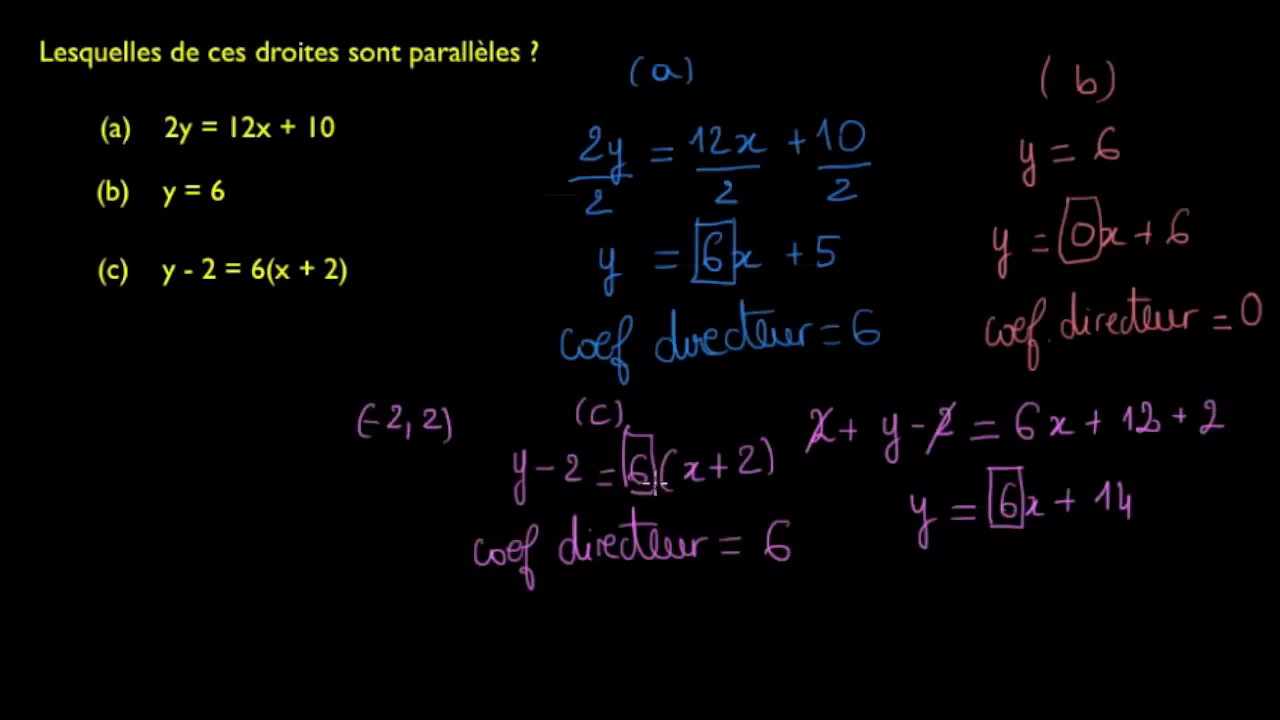 Lesquelles de ces droites sont parallèles ?
(a) 2y = 12x + 10
(b) y = 6
(c) y - 2 = 6(x + 2)
(a)
2y/2 = 12x/2 + 10/2
y = 6x + 5
coef directeur = 6
(b)
y = 6
y = 0x + 6
coef. directeur = 0
(-2, 2)
(c)
y - 2 = 6(x + 2)
coef directeur = 6
2 + y - 2 = 6x + 12 + 2
y = 6x + 14